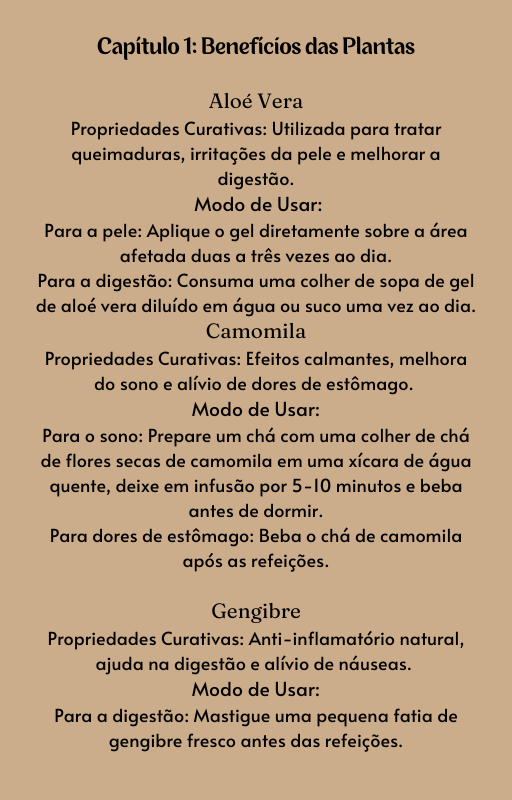 Capítulo 1: Benefícios das Plantas
Aloé Vera
Propriedades Curativas: Utilizada para tratar
queimaduras, irritações da pele e melhorar a
digestão.
Modo de Usar:
Para a pele: Aplique o gel diretamente sobre a área
afetada duas a três vezes ao dia.
Para a digestão: Consuma uma colher de sopa de gel
de aloé vera diluído em água ou suco uma vez ao dia.
Camomila
Propriedades Curativas: Efeitos calmantes, melhora
do sono e alívio de dores de estômago.
Modo de Usar:
Para o sono: Prepare um chá com uma colher de chá
de flores secas de camomila em uma xícara de água
quente, deixe em infusão por 5-10 minutos e beba
antes de dormir.
Para dores de estômago: Beba o chá de camomila
após as refeições.
Gengibre
Propriedades Curativas: Anti-inflamatório natural,
ajuda na digestão e alívio de náuseas.
Modo de Usar:
Para a digestão: Mastigue uma pequena fatia de
gengibre fresco antes das refeições.